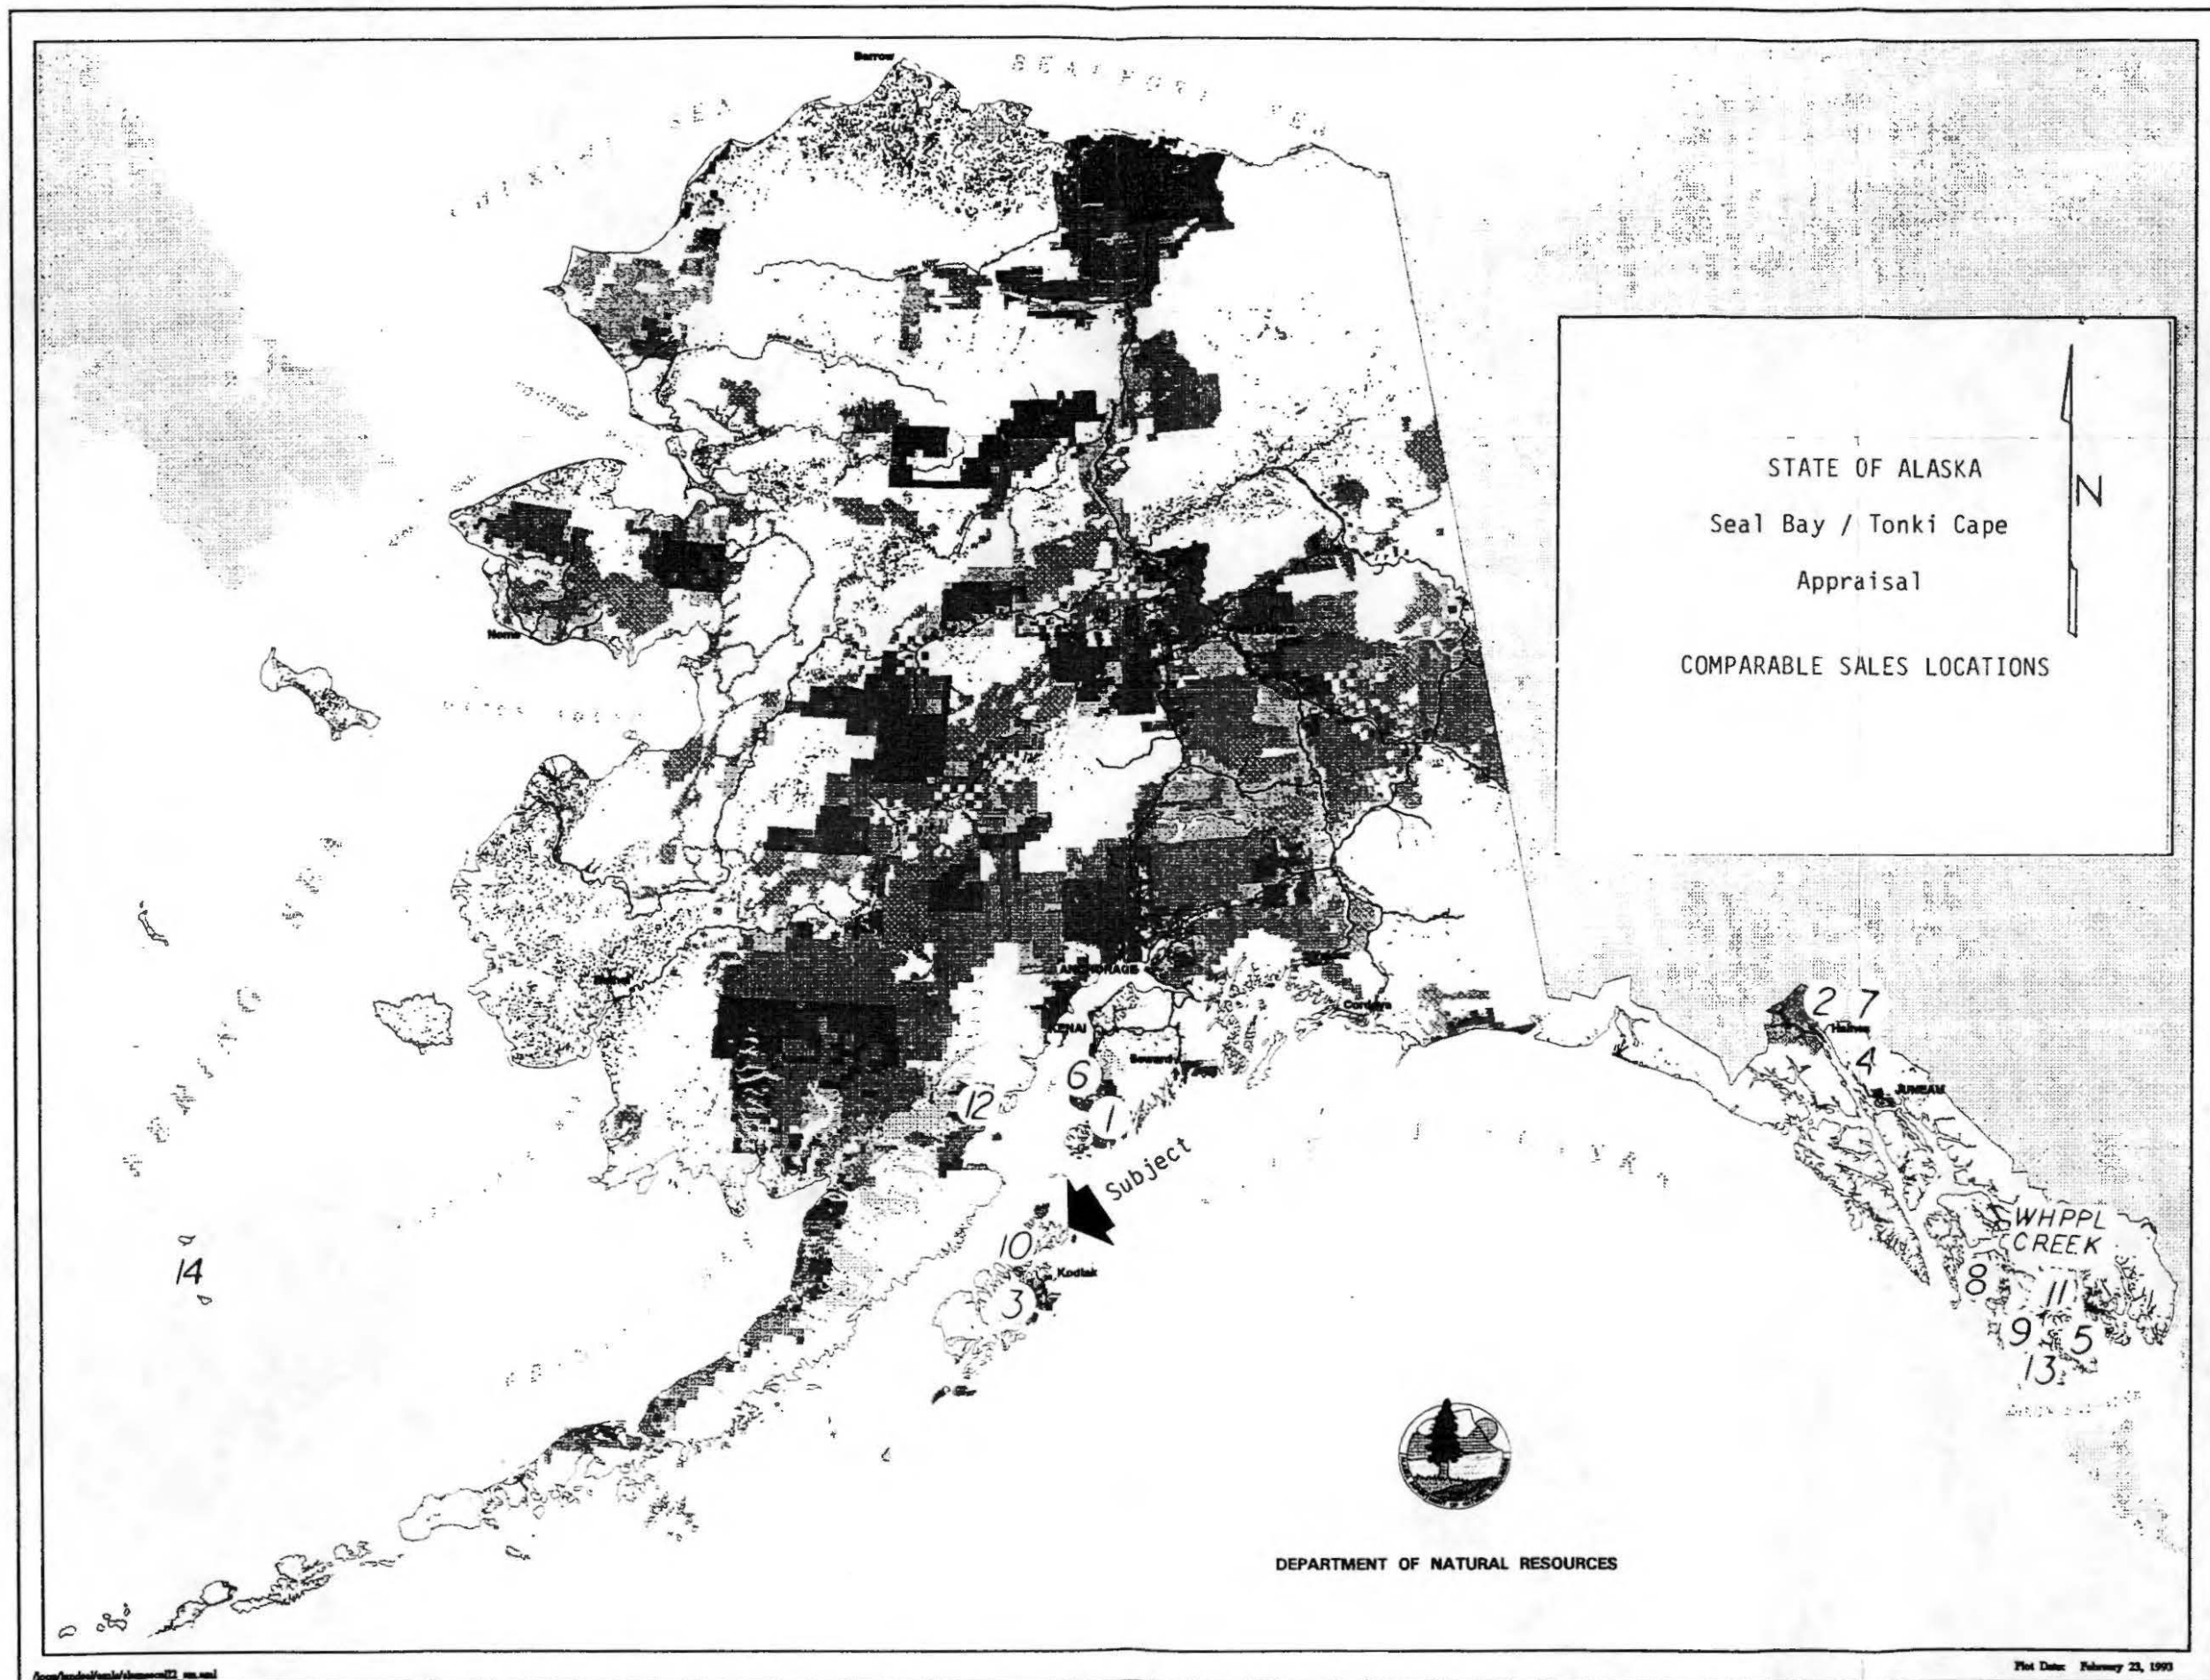 Barrow
BEAUFORT SEA
SEA
STATE OF ALASKA
Seal Bay / Tonki Cape
Appraisal
COMPARABLE SALES LOCATIONS
N
Nome
ANCHORAGE
KENAI
Seward
Cordova
2 7
Haines
4
JUNEAU
6
12
1
Subject
WHPPL
CREEK
10
14
Kodiak
8
3
11
9
5
13
DEPARTMENT OF NATURAL RESOURCES
Plot Date: February 23, 1993